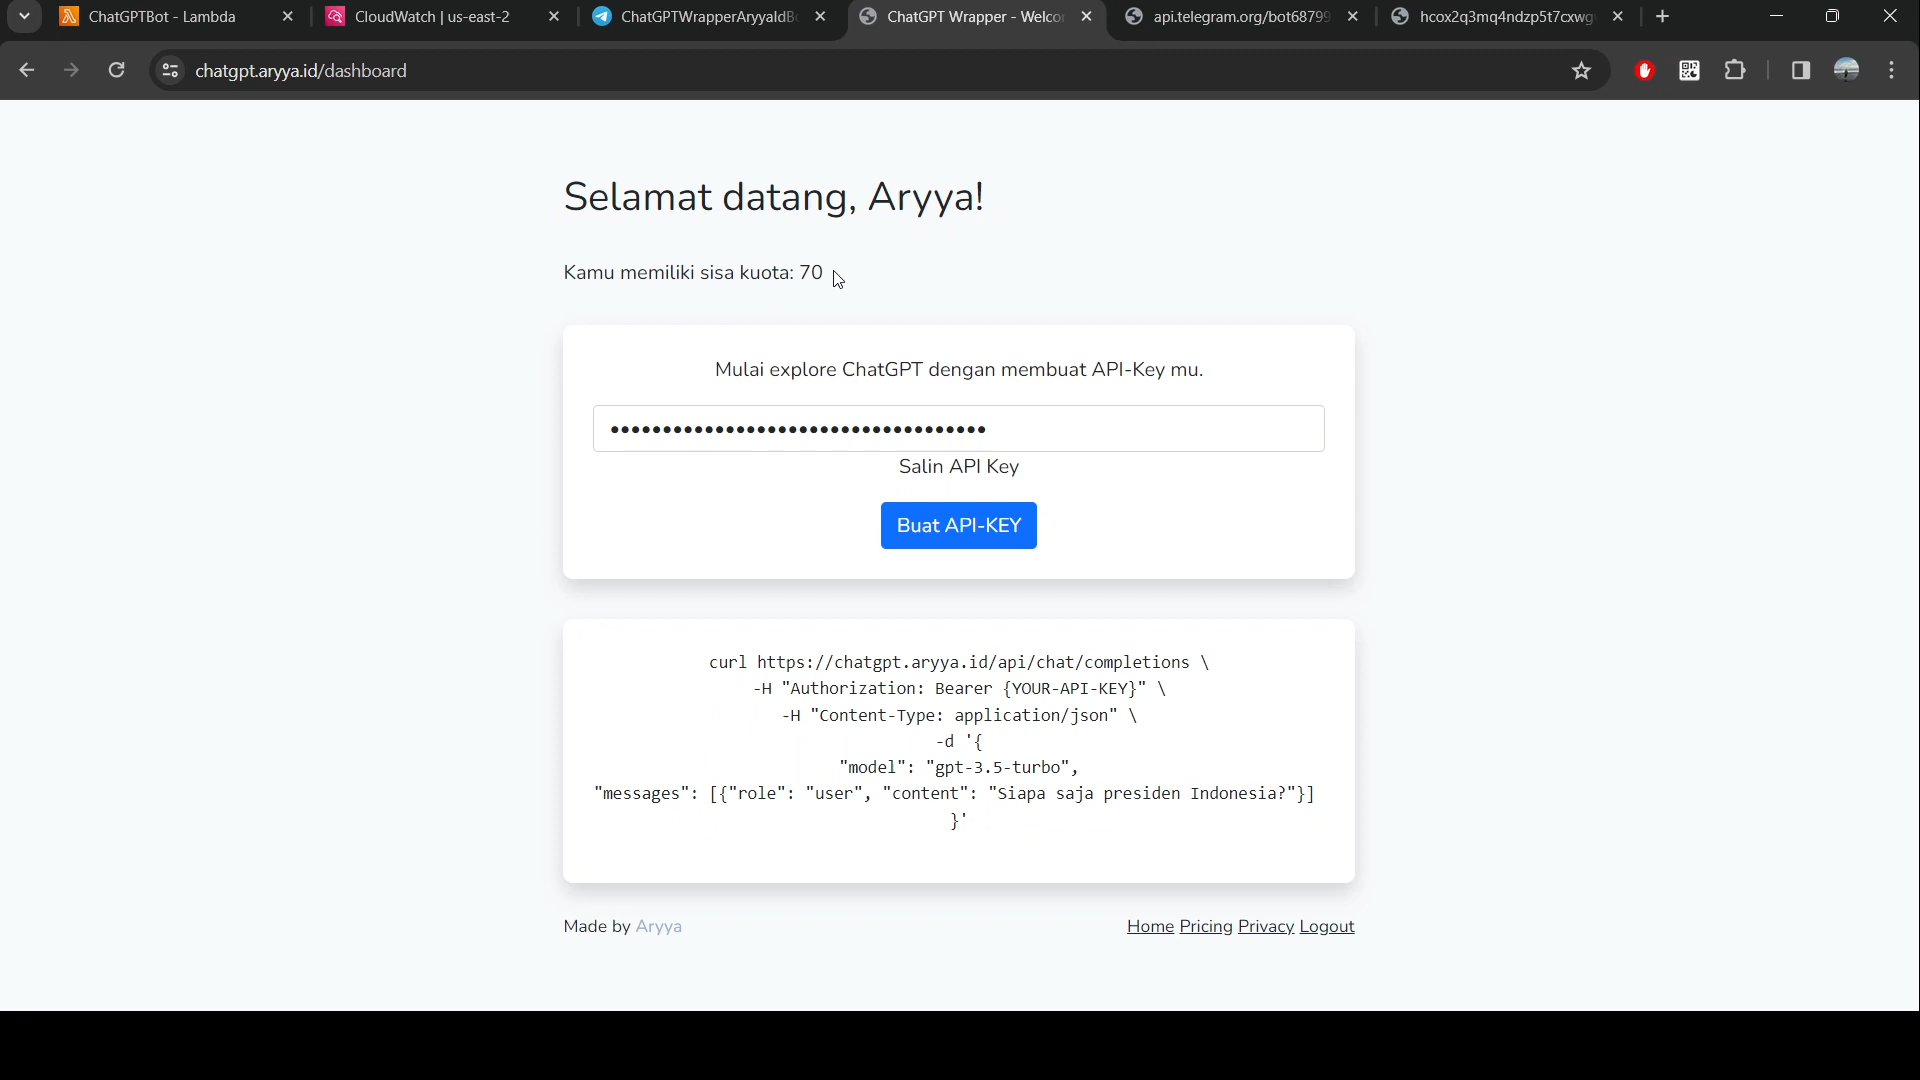 ChatGPTBot - Lambda
CloudWatch | us-east-2
ChatGPTWrapperAryyaIdB
ChatGPT Wrapper - Welco
api.telegram.org/bot68799
hcox2q3mq4ndzp5t7cxwg
chatgpt.aryya.id/dashboard
Selamat datang, Aryya!
Kamu memiliki sisa kuota: 70
Mulai explore ChatGPT dengan membuat API-Key mu.
••••••••••••••••••••••••••••••••••••
Salin API Key
Buat API-KEY
curl https://chatgpt.aryya.id/api/chat/completions \
-H "Authorization: Bearer {YOUR-API-KEY}" \
-H "Content-Type: application/json" \
-d '{
"model": "gpt-3.5-turbo",
"messages": [{"role": "user", "content": "Siapa saja presiden Indonesia?"}]
}'
Made by Aryya
Home Pricing Privacy Logout